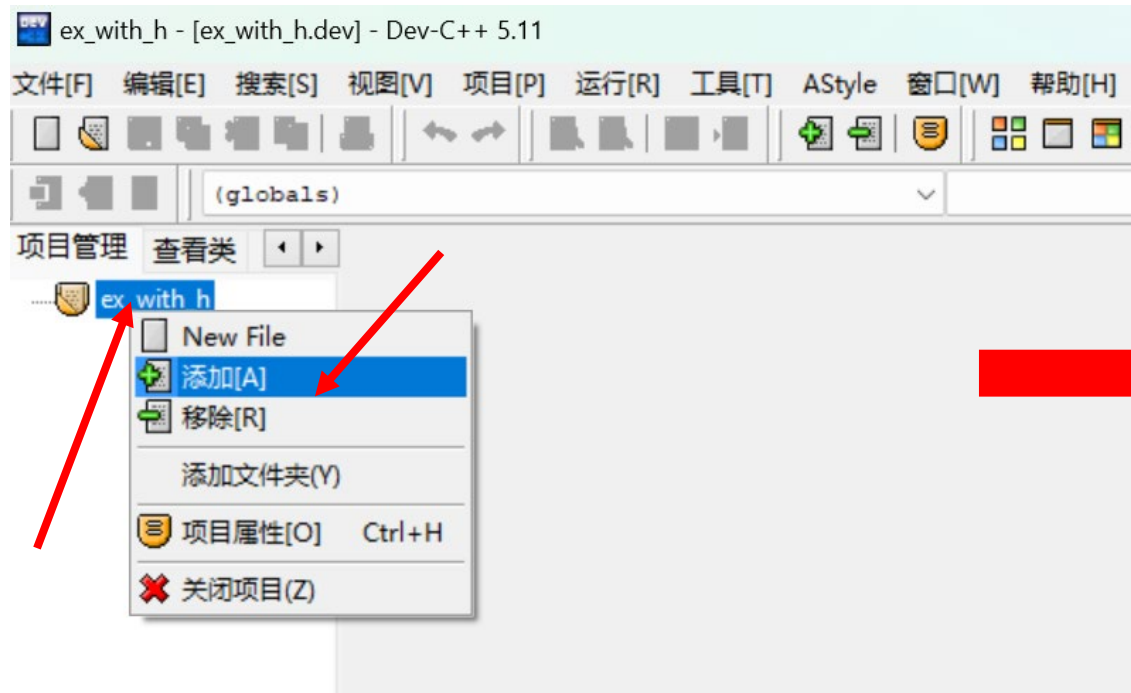 ex_with_h - [ex_with_h.dev] - Dev-C++ 5.11
文件[F] 编辑[E] 搜索[S] 视图[V] 项目[P] 运行[R] 工具[T] AStyle 窗口[W] 帮助[H]
(globals)
项目管理 查看类
ex_with_h
New File
添加[A]
移除[R]
添加文件夹(Y)
项目属性[O] Ctrl+H
关闭项目(Z)